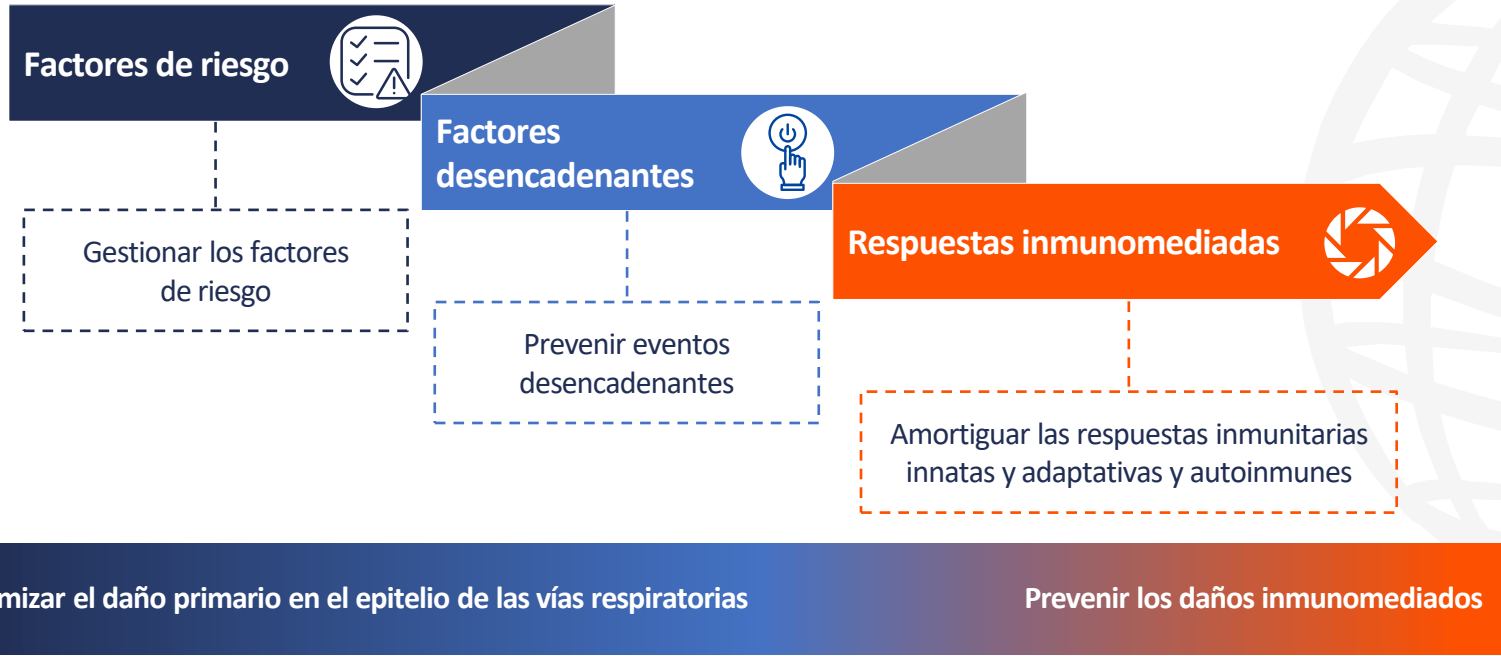 Factores de riesgo
Factores
desencadenantes
Respuestas inmunomediadas
Gestionar los factores
de riesgo
Prevenir eventos
desencadenantes
Amortiguar las respuestas inmunitarias
innatas y adaptativas y autoinmunes
mizar el daño primario en el epitelio de las vías respiratorias
Prevenir los daños inmunomediados